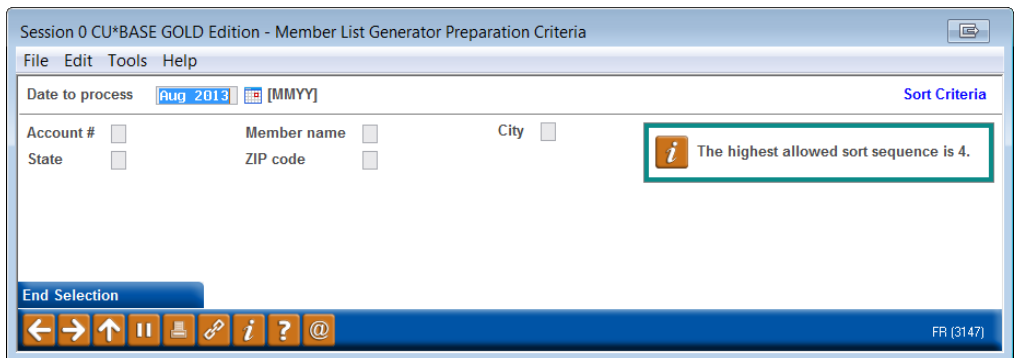 Session 0 CU*BASE GOLD Edition - Member List Generator Preparation Criteria
File Edit Tools Help
Date to process Aug 2013 [MMYY] Sort Criteria
Account # Member name City
State ZIP code
i The highest allowed sort sequence is 4.
End Selection
i ? @
FR (3147)